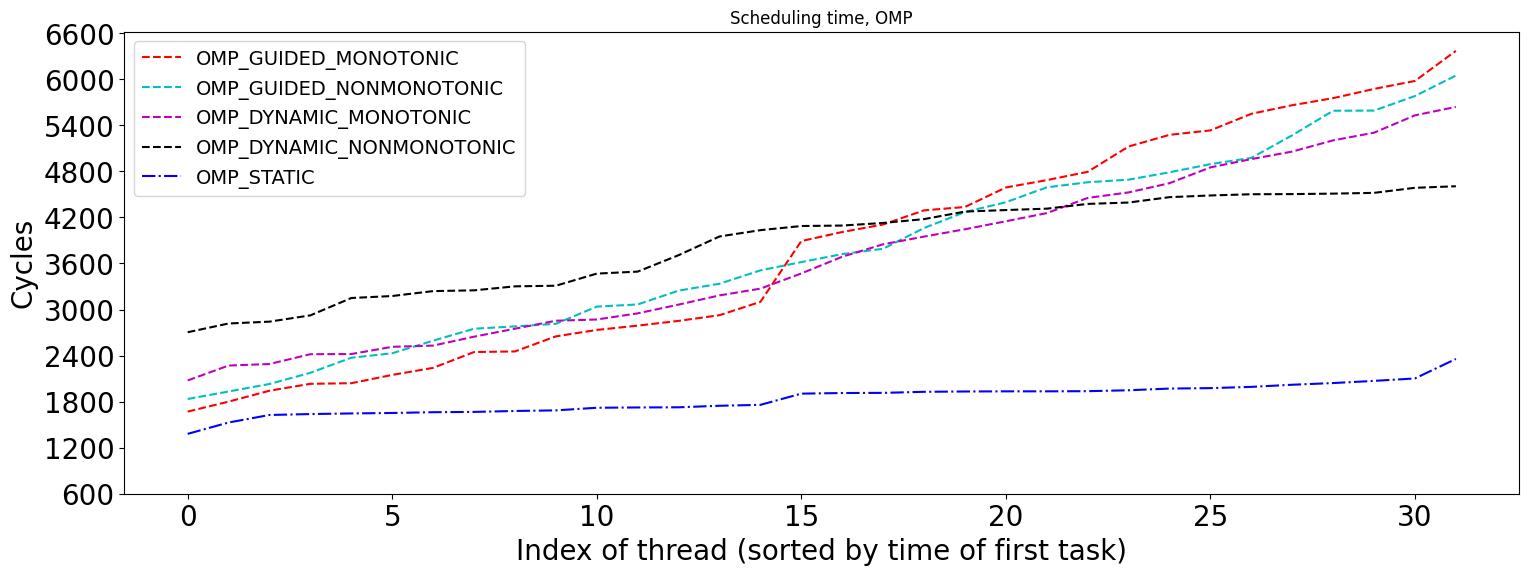 Scheduling time, OMP
6600
6000
5400
4800
4200
3600
3000
2400
1800
1200
600
Cycles
OMP_GUIDED_MONOTONIC
OMP_GUIDED_NONMONOTONIC
OMP_DYNAMIC_MONOTONIC
OMP_DYNAMIC_NONMONOTONIC
OMP_STATIC
0 5 10 15 20 25 30
Index of thread (sorted by time of first task)